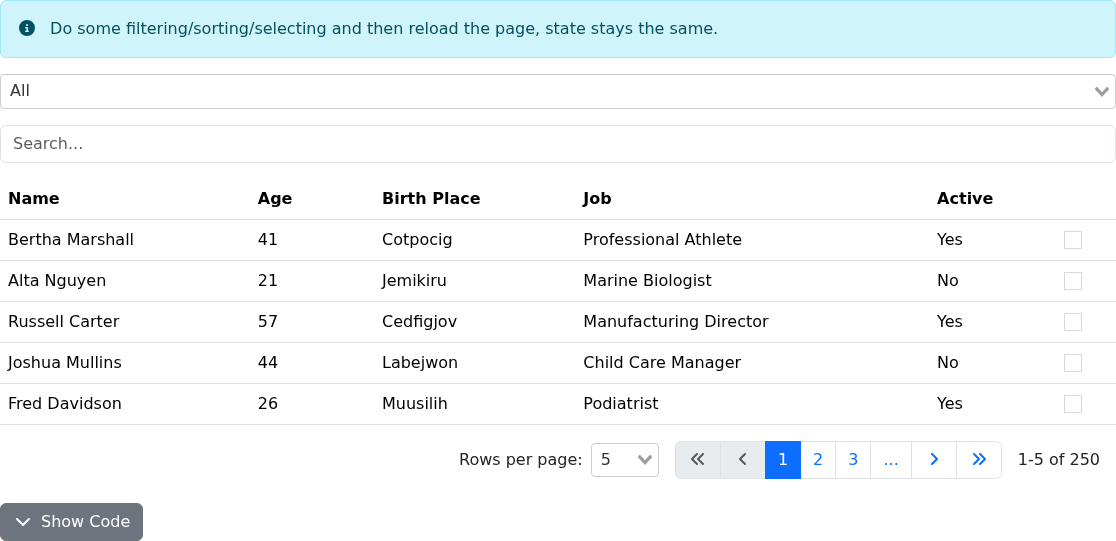 Do some filtering/sorting/selecting and then reload the page, state stays the same.
All
Search...
Name Age Birth Place Job Active
Bertha Marshall 41 Cotpocig Professional Athlete Yes
Alta Nguyen 21 Jemikiru Marine Biologist No
Russell Carter 57 Cedfigjov Manufacturing Director Yes
Joshua Mullins 44 Labejwon Child Care Manager No
Fred Davidson 26 Muusilih Podiatrist Yes
Rows per page: 5 1 2 3 ... 1-5 of 250
Show Code